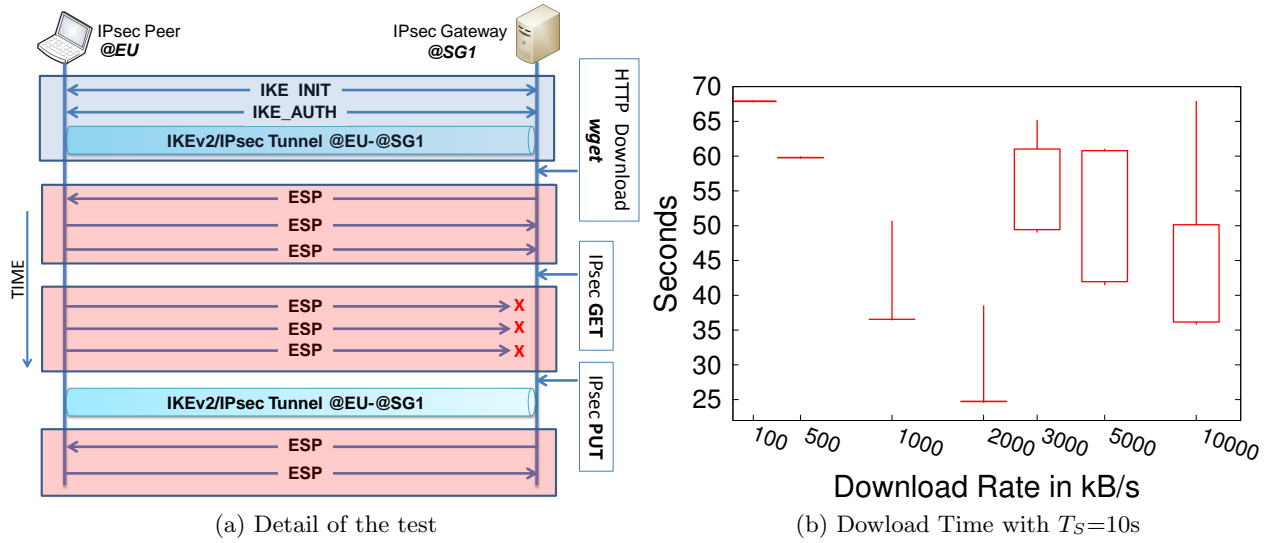 IPsec Peer
@EU
IPsec Gateway
@SG1
IKE_INIT
IKE_AUTH
IKEv2/IPsec Tunnel @EU-@SG1
HTTP Download
wget
ESP
ESP
ESP
TIME
IPsec GET
ESP X
ESP X
ESP X
IPsec PUT
IKEv2/IPsec Tunnel @EU-@SG1
ESP
ESP
(a) Detail of the test
70
65
60
55
50
45
40
35
30
25
Seconds
100 500 1000 2000 3000 5000 10000
Download Rate in kB/s
(b) Dowload Time with T_S=10s